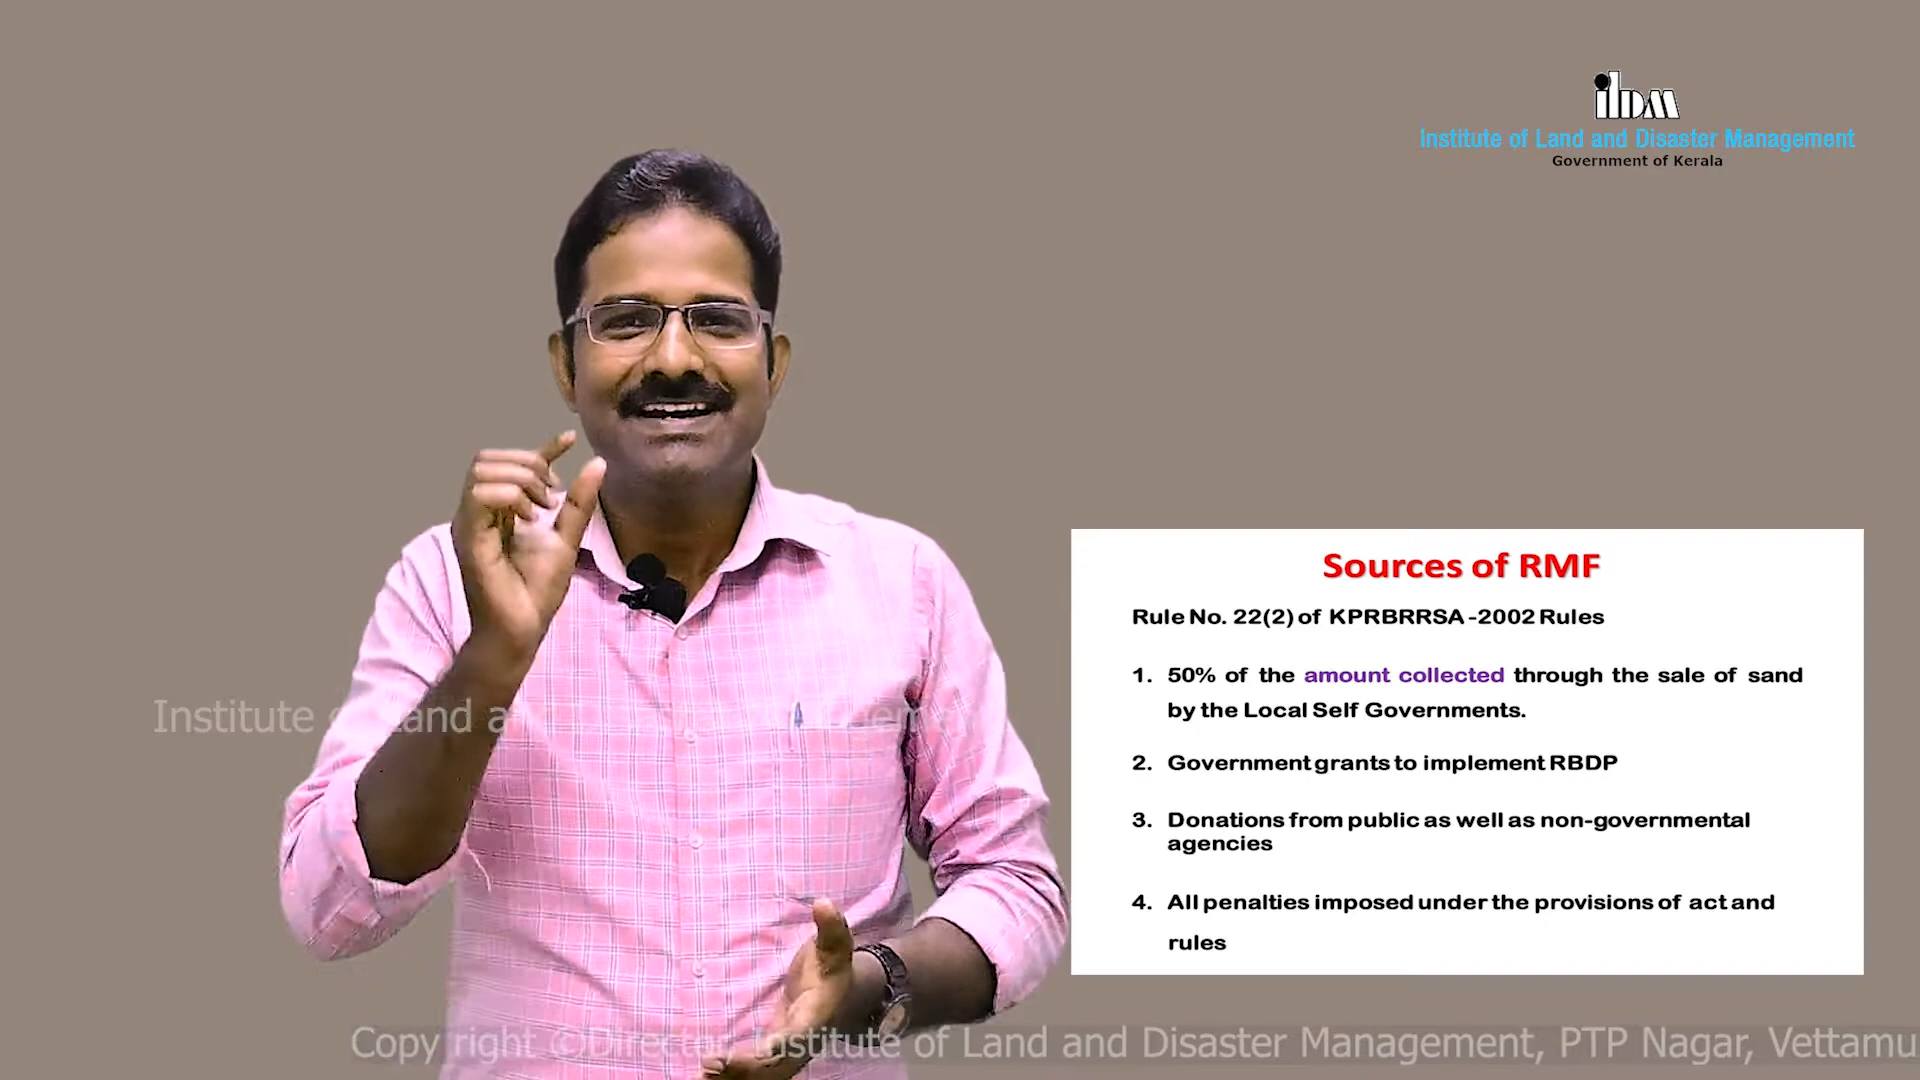 ilDM
Institute of Land and Disaster Management
Government of Kerala
Sources of RMF
Rule No. 22(2) of KPRBRRSA -2002 Rules
1. 50% of the amount collected through the sale of sand
by the Local Self Governments.
2. Government grants to implement RBDP
3. Donations from public as well as non-governmental
agencies
4. All penalties imposed under the provisions of act and
rules
Institute of Land
Copy right ©Director, Institute of Land and Disaster Management, PTP Nagar, Vettamu